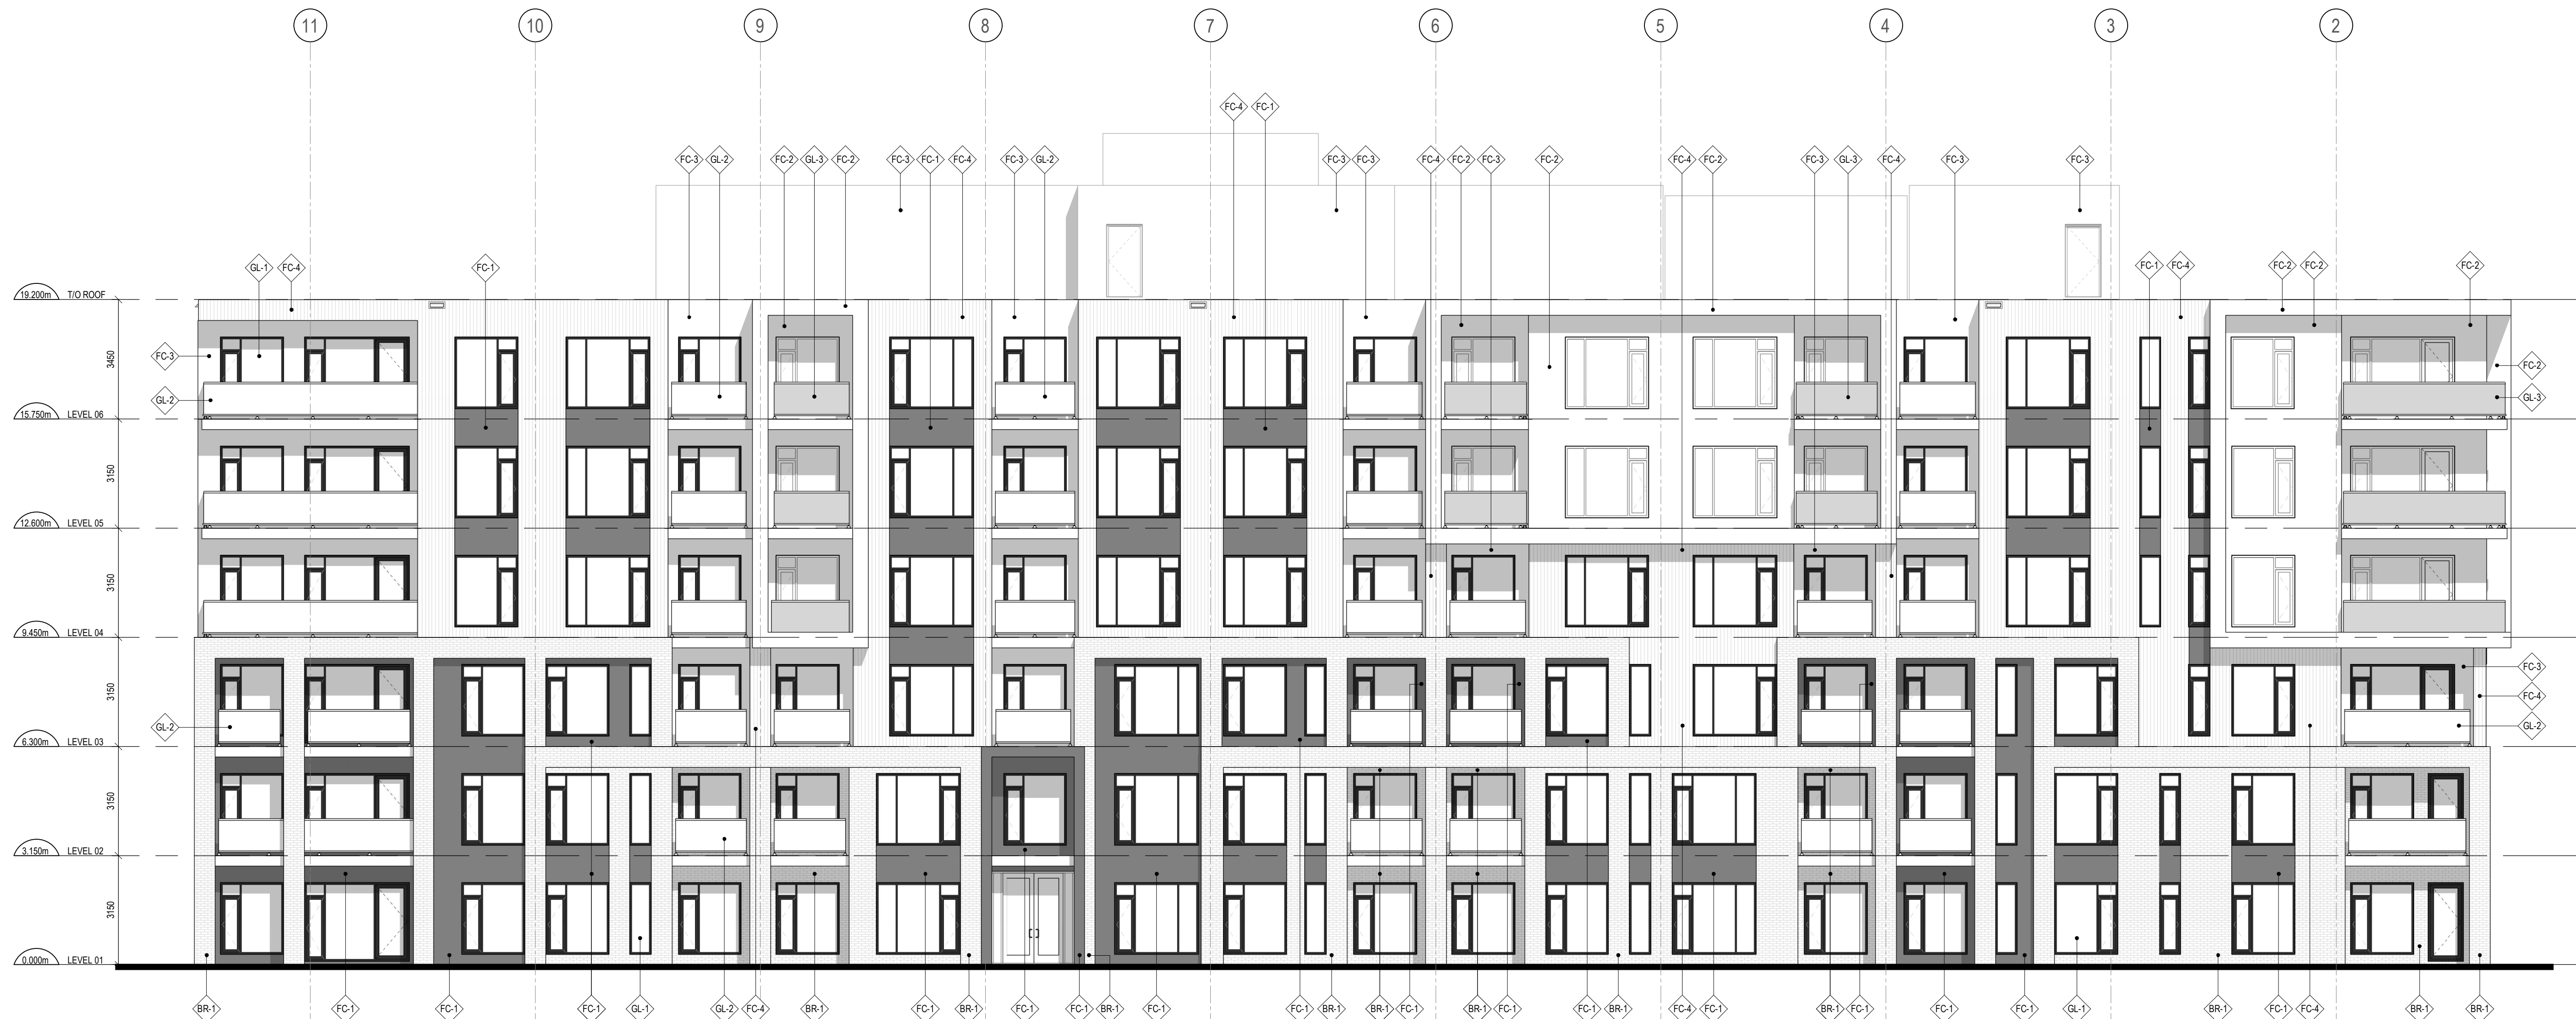 11 10 9 8 7 6 5 4 3 2
FC-4 FC-1
FC-3 GL-2 FC-2 GL-3 FC-2 FC-3 FC-1 FC-4 FC-3 GL-2 FC-3 FC-3 FC-4 FC-2 FC-3 FC-2 FC-4 FC-2 FC-3 GL-3 FC-4 FC-3 FC-3
GL-1 FC-4 FC-1 FC-1 FC-4 FC-2 FC-2 FC-2
19.200m T/O ROOF
3450
FC-3
FC-2
GL-2
GL-3
15.750m LEVEL 06
3150
12.600m LEVEL 05
3150
9.450m LEVEL 04
3150
FC-3
FC-4
GL-2
GL-2
6.300m LEVEL 03
3150
3.150m LEVEL 02
3150
0.000m LEVEL 01
BR-1 FC-1 FC-1 FC-1 GL-1 GL-2 FC-4 BR-1 FC-1 BR-1 FC-1 FC-1 BR-1 FC-1 FC-1 BR-1 BR-1 FC-1 BR-1 FC-1 FC-1 BR-1 FC-4 FC-1 BR-1 FC-1 FC-1 FC-1 GL-1 BR-1 FC-1 FC-4 BR-1 BR-1